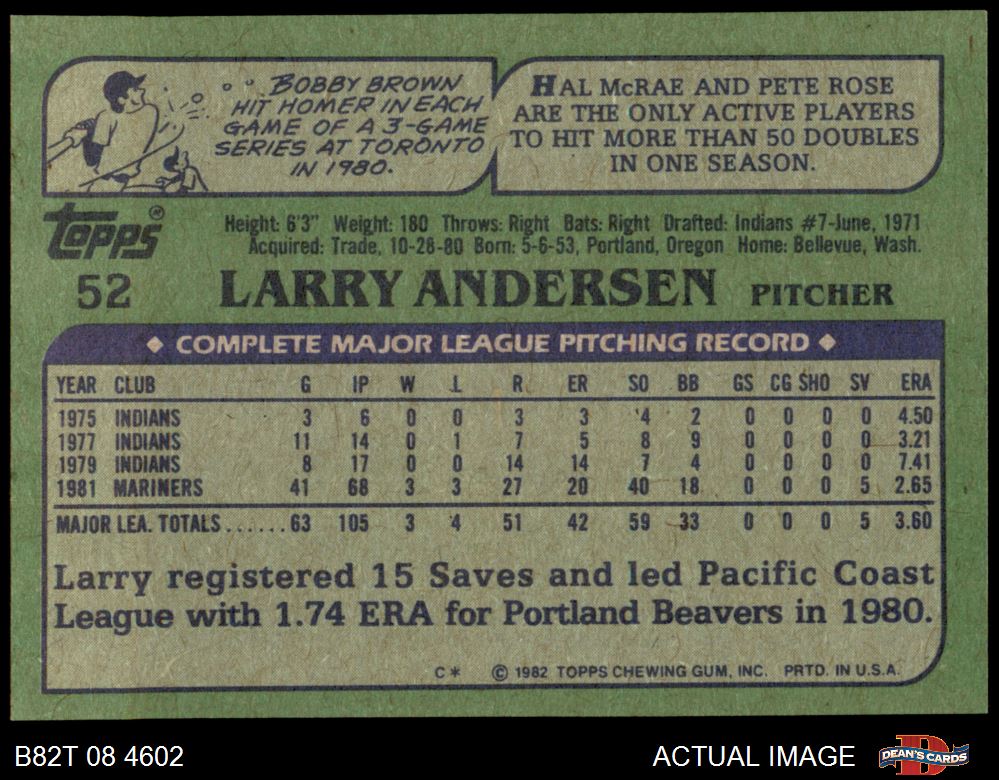 BOBBY BROWN
HIT HOMER IN EACH
GAME OF A 3-GAME
SERIES AT TORONTO
IN 1980.
HAL McRAE AND PETE ROSE
ARE THE ONLY ACTIVE PLAYERS
TO HIT MORE THAN 50 DOUBLES
IN ONE SEASON.
Topps®
Height: 6'3" Weight: 180 Throws: Right Bats: Right Drafted: Indians #7-June, 1971
Acquired: Trade, 10-28-80 Born: 5-6-53, Portland, Oregon Home: Bellevue, Wash.
52 LARRY ANDERSEN PITCHER
◆ COMPLETE MAJOR LEAGUE PITCHING RECORD ◆
YEAR CLUB G IP W L R ER SO BB GS CG SHO SV ERA
1975 INDIANS 3 6 0 0 3 3 4 2 0 0 0 0 4.50
1977 INDIANS 11 14 0 1 7 5 8 9 0 0 0 0 3.21
1979 INDIANS 8 17 0 0 14 14 7 4 0 0 0 0 7.41
1981 MARINERS 41 68 3 3 27 20 40 18 0 0 0 5 2.65
MAJOR LEA. TOTALS......63 105 3 4 51 42 59 33 0 0 0 5 3.60
Larry registered 15 Saves and led Pacific Coast
League with 1.74 ERA for Portland Beavers in 1980.
C* © 1982 TOPPS CHEWING GUM, INC. PRTD. IN U.S.A.
B82T 08 4602 ACTUAL IMAGE DEAN'S CARDS